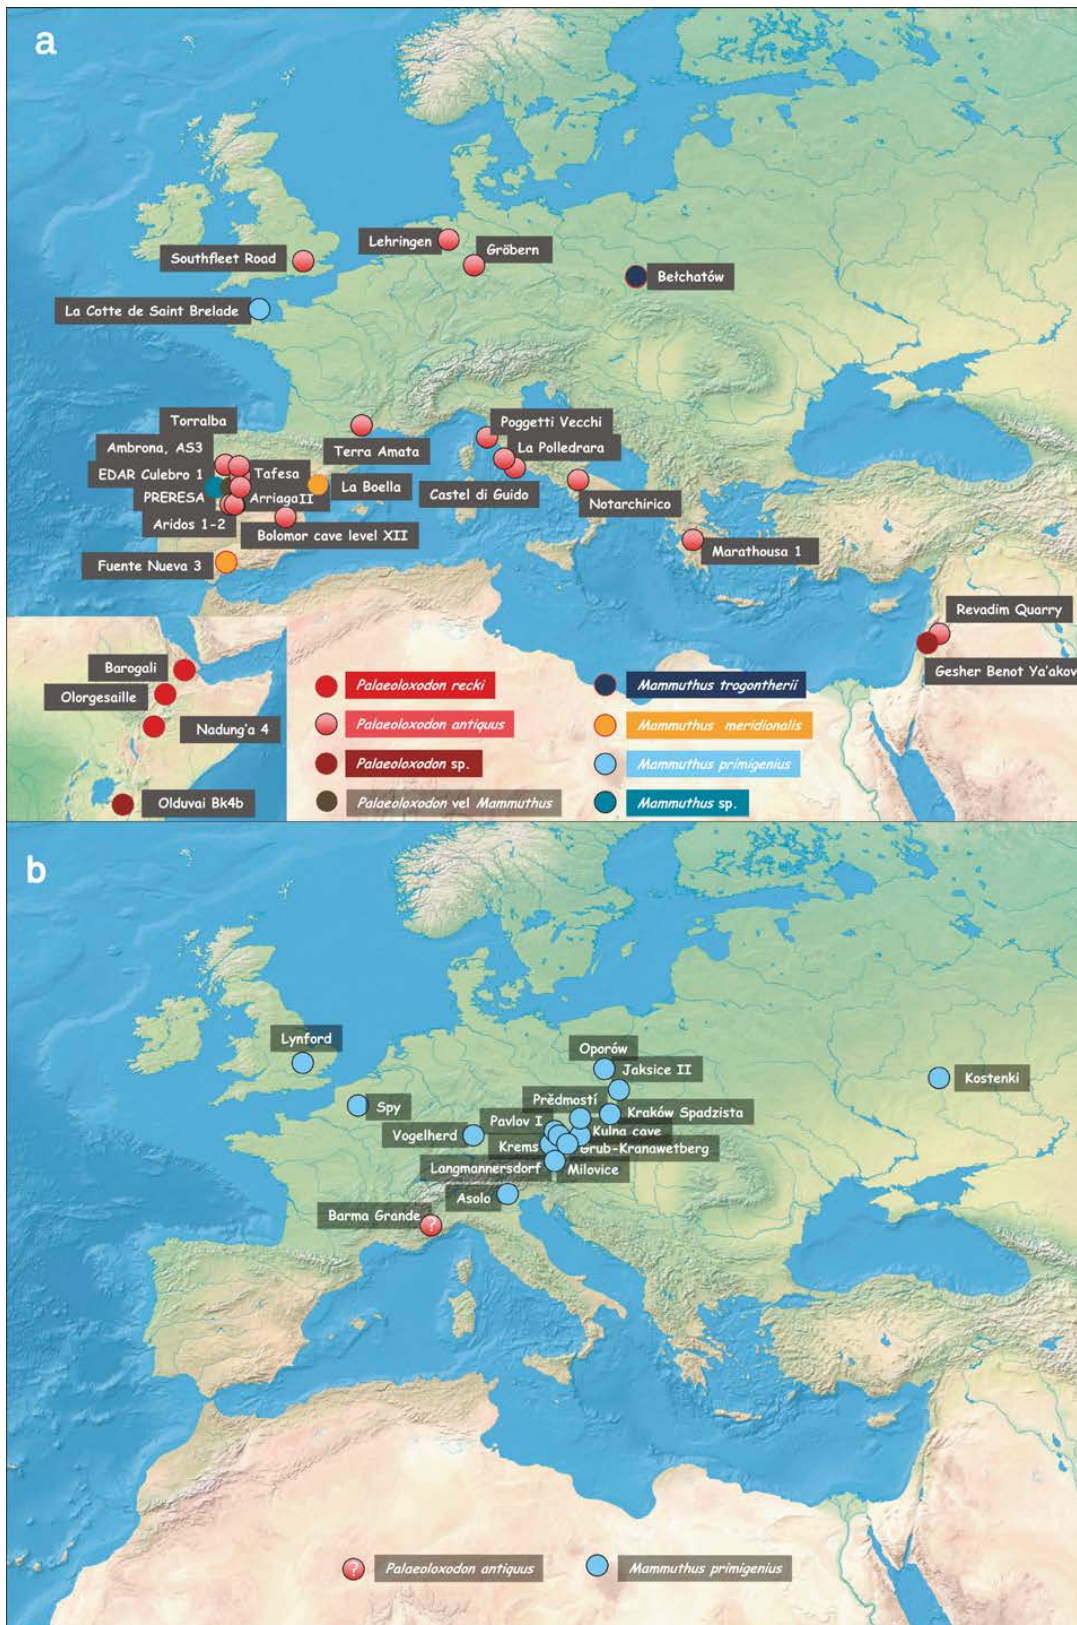 a
Lehringen
Gröbern
Southfleet Road
Bełchatów
La Cotte de Saint Brelade
Torralba
Poggetti Vecchi
Ambrona, AS3
Terra Amata
La Polledrara
EDAR Culebro 1
Tafesa
La Boella
PRERESA
Arriaga II
Castel di Guido
Notarchirico
Aridos 1-2
Bolomor cave level XII
Marathousa 1
Fuente Nueva 3
Revadim Quarry
Gesher Benot Ya'akov
Barogali
Olorgesaille
Nadung'a 4
Olduvai Bk4b
Palaeoloxodon recki
Palaeoloxodon antiquus
Palaeoloxodon sp.
Palaeoloxodon vel Mammuthus
Mammuthus trogontherii
Mammuthus meridionalis
Mammuthus primigenius
Mammuthus sp.
b
Lynford
Oporów
Jaksice II
Kostenki
Spy
Prědmostí
Kraków Spadzista
Pavlov I
Vogelherd
Kulna cave
Krems
Grub-Kranawetberg
Langmannersdorf
Milovice
Asolo
Barma Grande
?
? Palaeoloxodon antiquus
Mammuthus primigenius